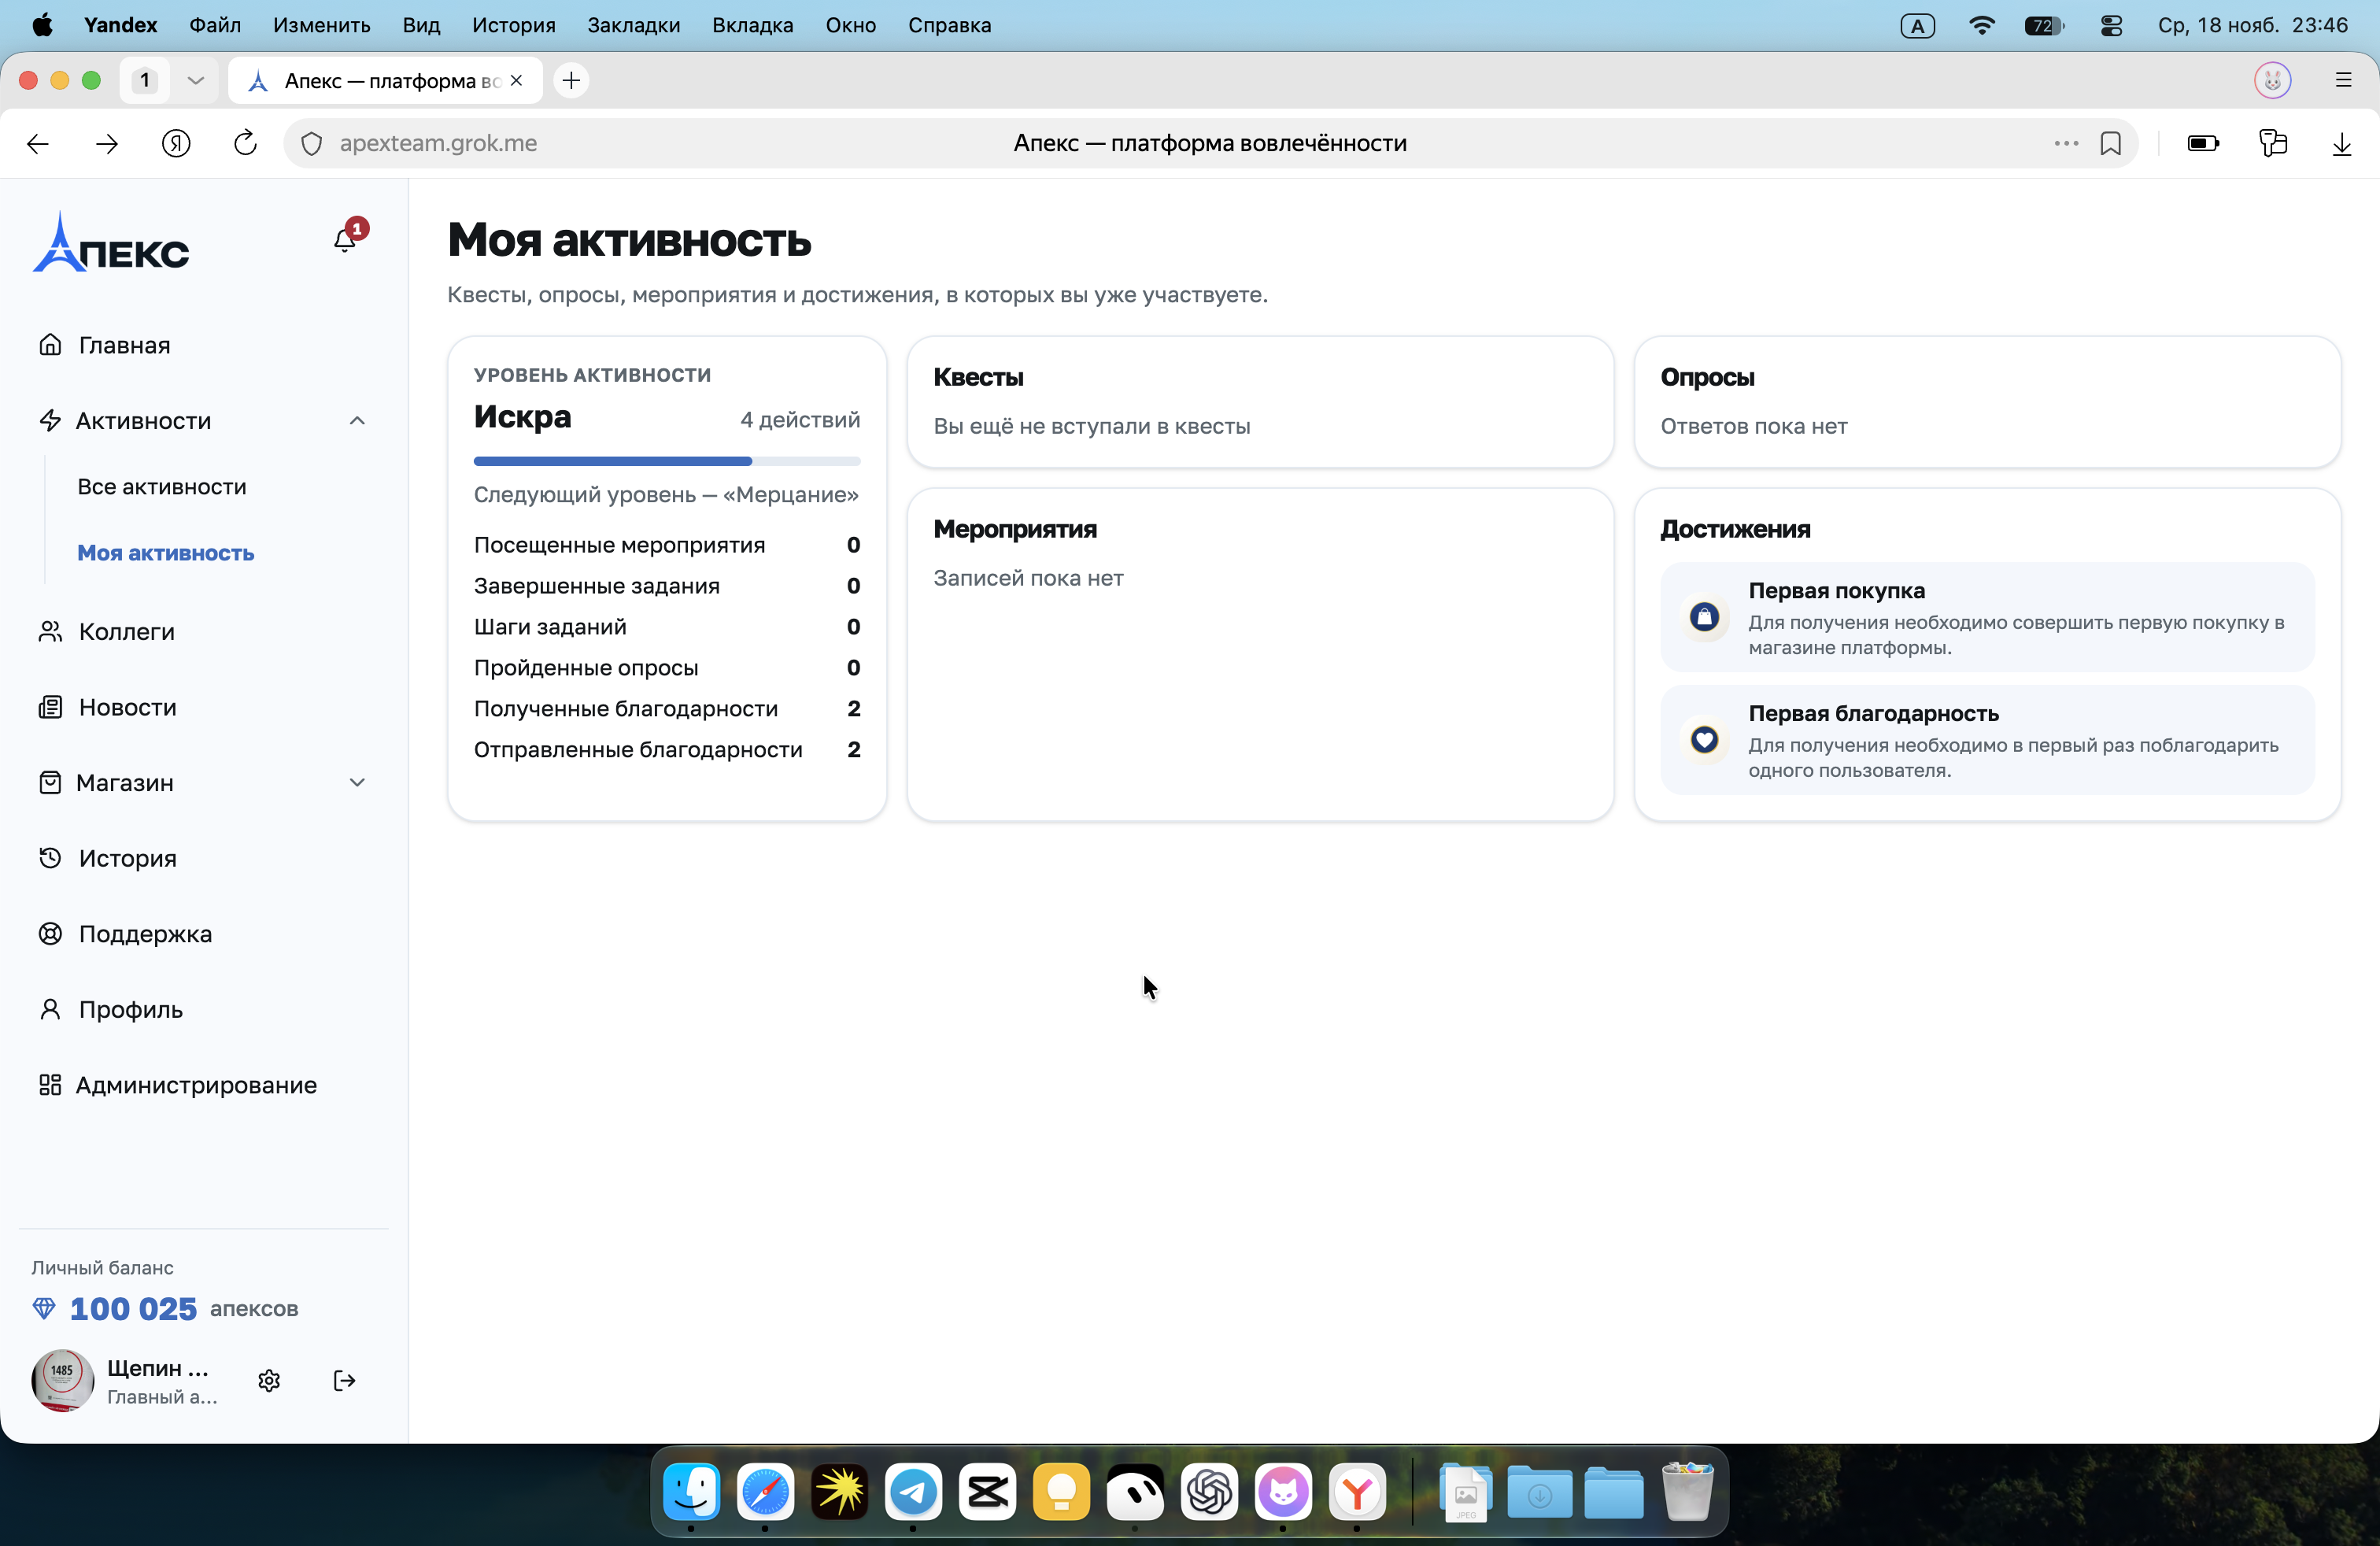 Yandex Файл Изменить Вид История Закладки Вкладка Окно Справка A 72 Ср, 18 нояб. 23:46
1 Апекс — платформа во
Я apexteam.grok.me Апекс — платформа вовлечённости
Апекс
1
Главная
Активности
Все активности
Моя активность
Коллеги
Новости
Магазин
История
Поддержка
Профиль
Администрирование
Личный баланс
100 025 апексов
1485
Щепин ...
Главный а...
Моя активность
Квесты, опросы, мероприятия и достижения, в которых вы уже участвуете.
УРОВЕНЬ АКТИВНОСТИ
Искра 4 действий
Следующий уровень — «Мерцание»
Посещенные мероприятия 0
Завершенные задания 0
Шаги заданий 0
Пройденные опросы 0
Полученные благодарности 2
Отправленные благодарности 2
Квесты
Вы ещё не вступали в квесты
Опросы
Ответов пока нет
Мероприятия
Записей пока нет
Достижения
Первая покупка
Для получения необходимо совершить первую покупку в
магазине платформы.
Первая благодарность
Для получения необходимо в первый раз поблагодарить
одного пользователя.
JPEG